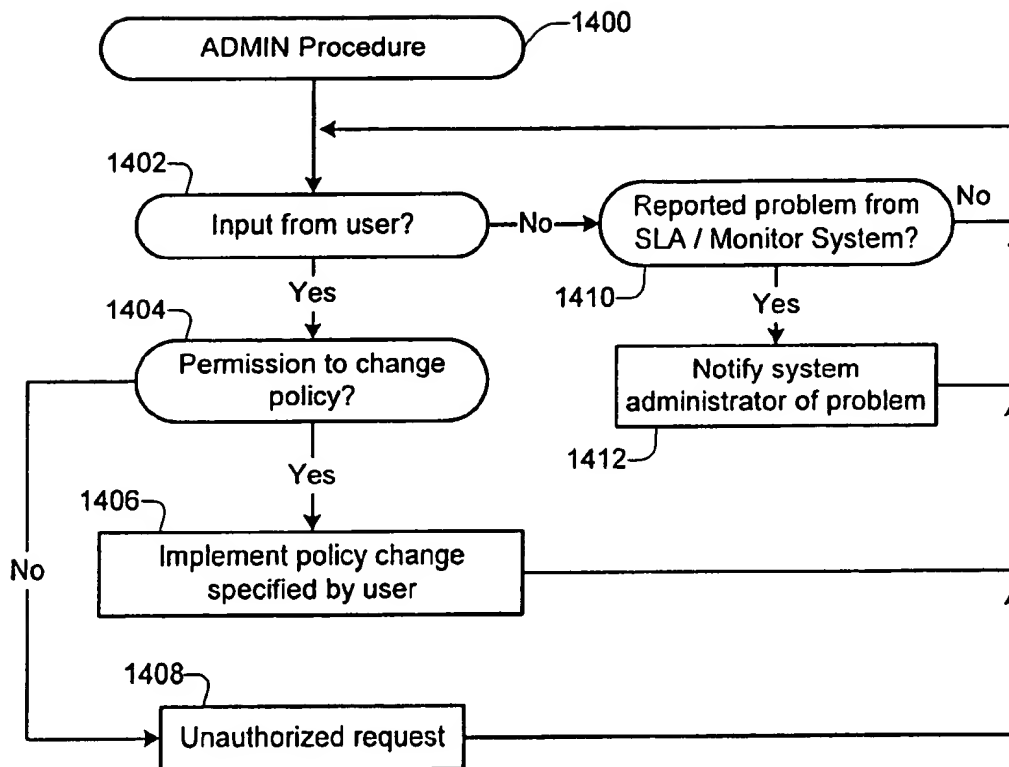 1400
ADMIN Procedure
1402
Input from user?
No
Reported problem from
SLA / Monitor System?
No
1410
Yes
Yes
1404
Permission to change
policy?
Notify system
administrator of problem
1412
Yes
1406
Implement policy change
specified by user
No
1408
Unauthorized request